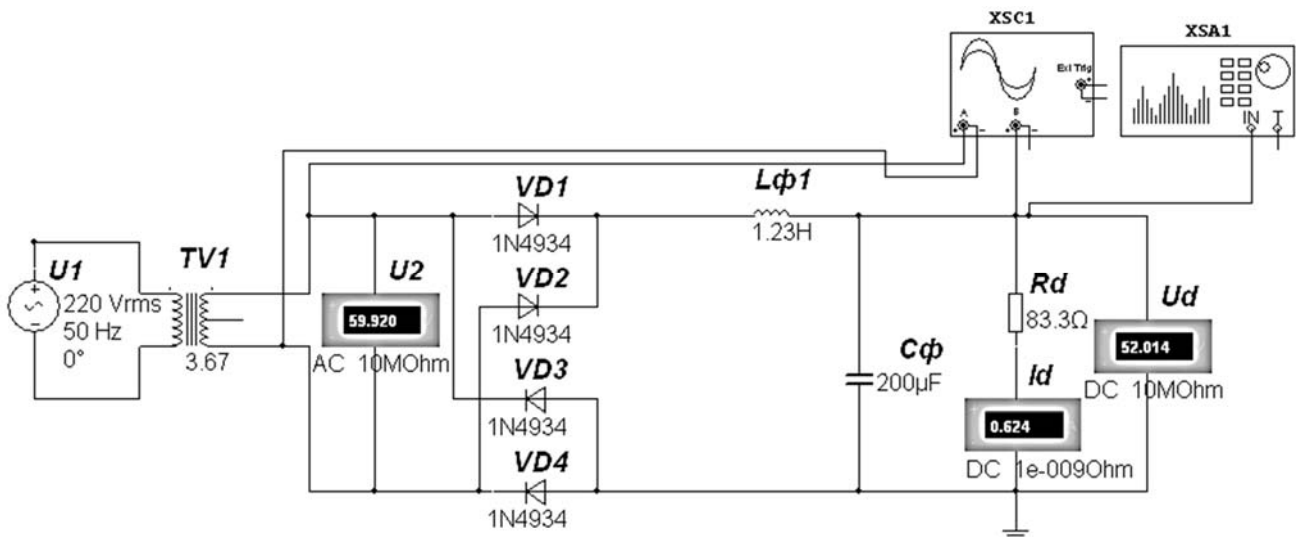 XSC1
XSA1
Ext Trig
+
-
A
B
+ - + -
IN T
U1
220 Vrms
50 Hz
0°
TV1
3.67
U2
59.920
AC 10MOhm
VD1
1N4934
VD2
1N4934
VD3
1N4934
VD4
1N4934
Lф1
1.23H
Cф
200µF
Rd
83.3Ω
Id
0.624
DC 1e-009Ohm
Ud
52.014
DC 10MOhm